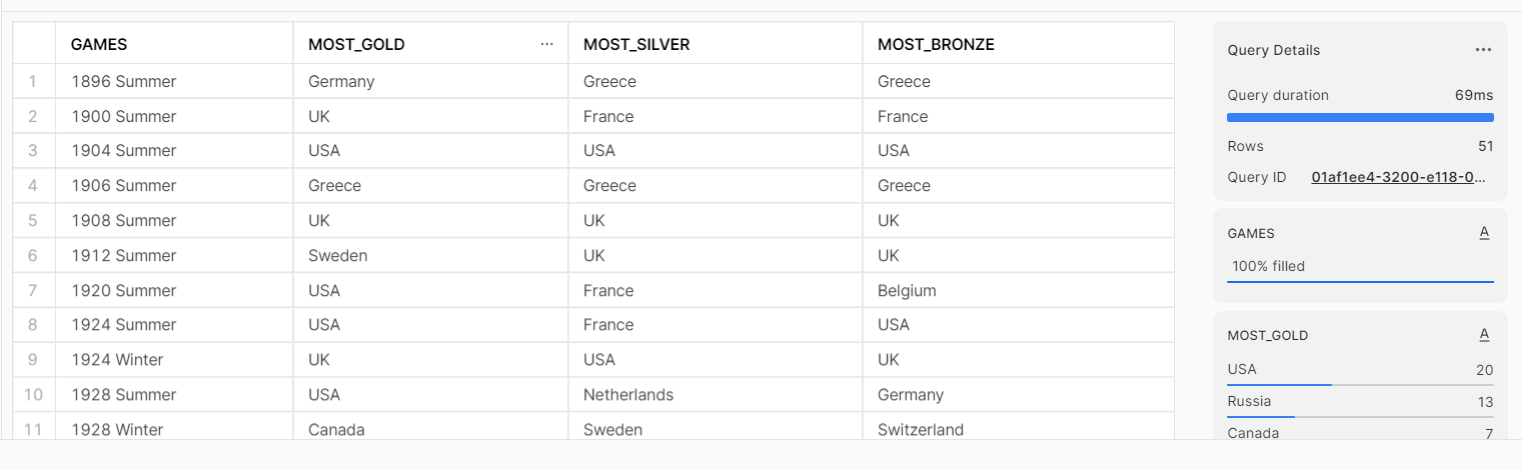 GAMES MOST_GOLD ... MOST_SILVER MOST_BRONZE
1 1896 Summer Germany Greece Greece
2 1900 Summer UK France France
3 1904 Summer USA USA USA
4 1906 Summer Greece Greece Greece
5 1908 Summer UK UK UK
6 1912 Summer Sweden UK UK
7 1920 Summer USA France Belgium
8 1924 Summer USA France USA
9 1924 Winter UK USA UK
10 1928 Summer USA Netherlands Germany
11 1928 Winter Canada Sweden Switzerland
Query Details ...
Query duration 69ms
Rows 51
Query ID 01af1ee4-3200-e118-0...
GAMES A
100% filled
MOST_GOLD A
USA 20
Russia 13
Canada 7